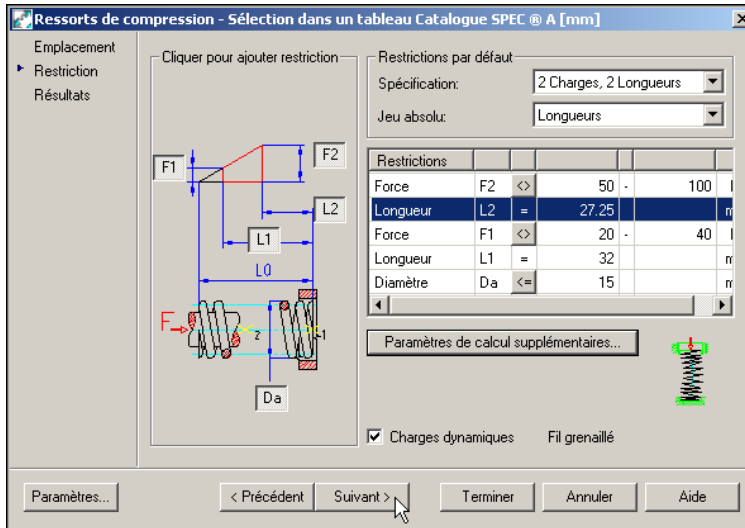 Ressorts de compression - Sélection dans un tableau Catalogue SPEC ® A [mm]
Emplacement
Restriction
Résultats
Cliquer pour ajouter restriction
F1
F2
L2
L1
L0
F
2
1
Da
Restrictions par défaut
Spécification: 2 Charges, 2 Longueurs
Jeu absolu: Longueurs
Restrictions
Force F2 <> 50 - 100
Longueur L2 = 27.25
Force F1 <> 20 - 40
Longueur L1 = 32
Diamètre Da <= 15
Paramètres de calcul supplémentaires...
Charges dynamiques Fil grenaillé
Paramètres... < Précédent Suivant > Terminer Annuler Aide